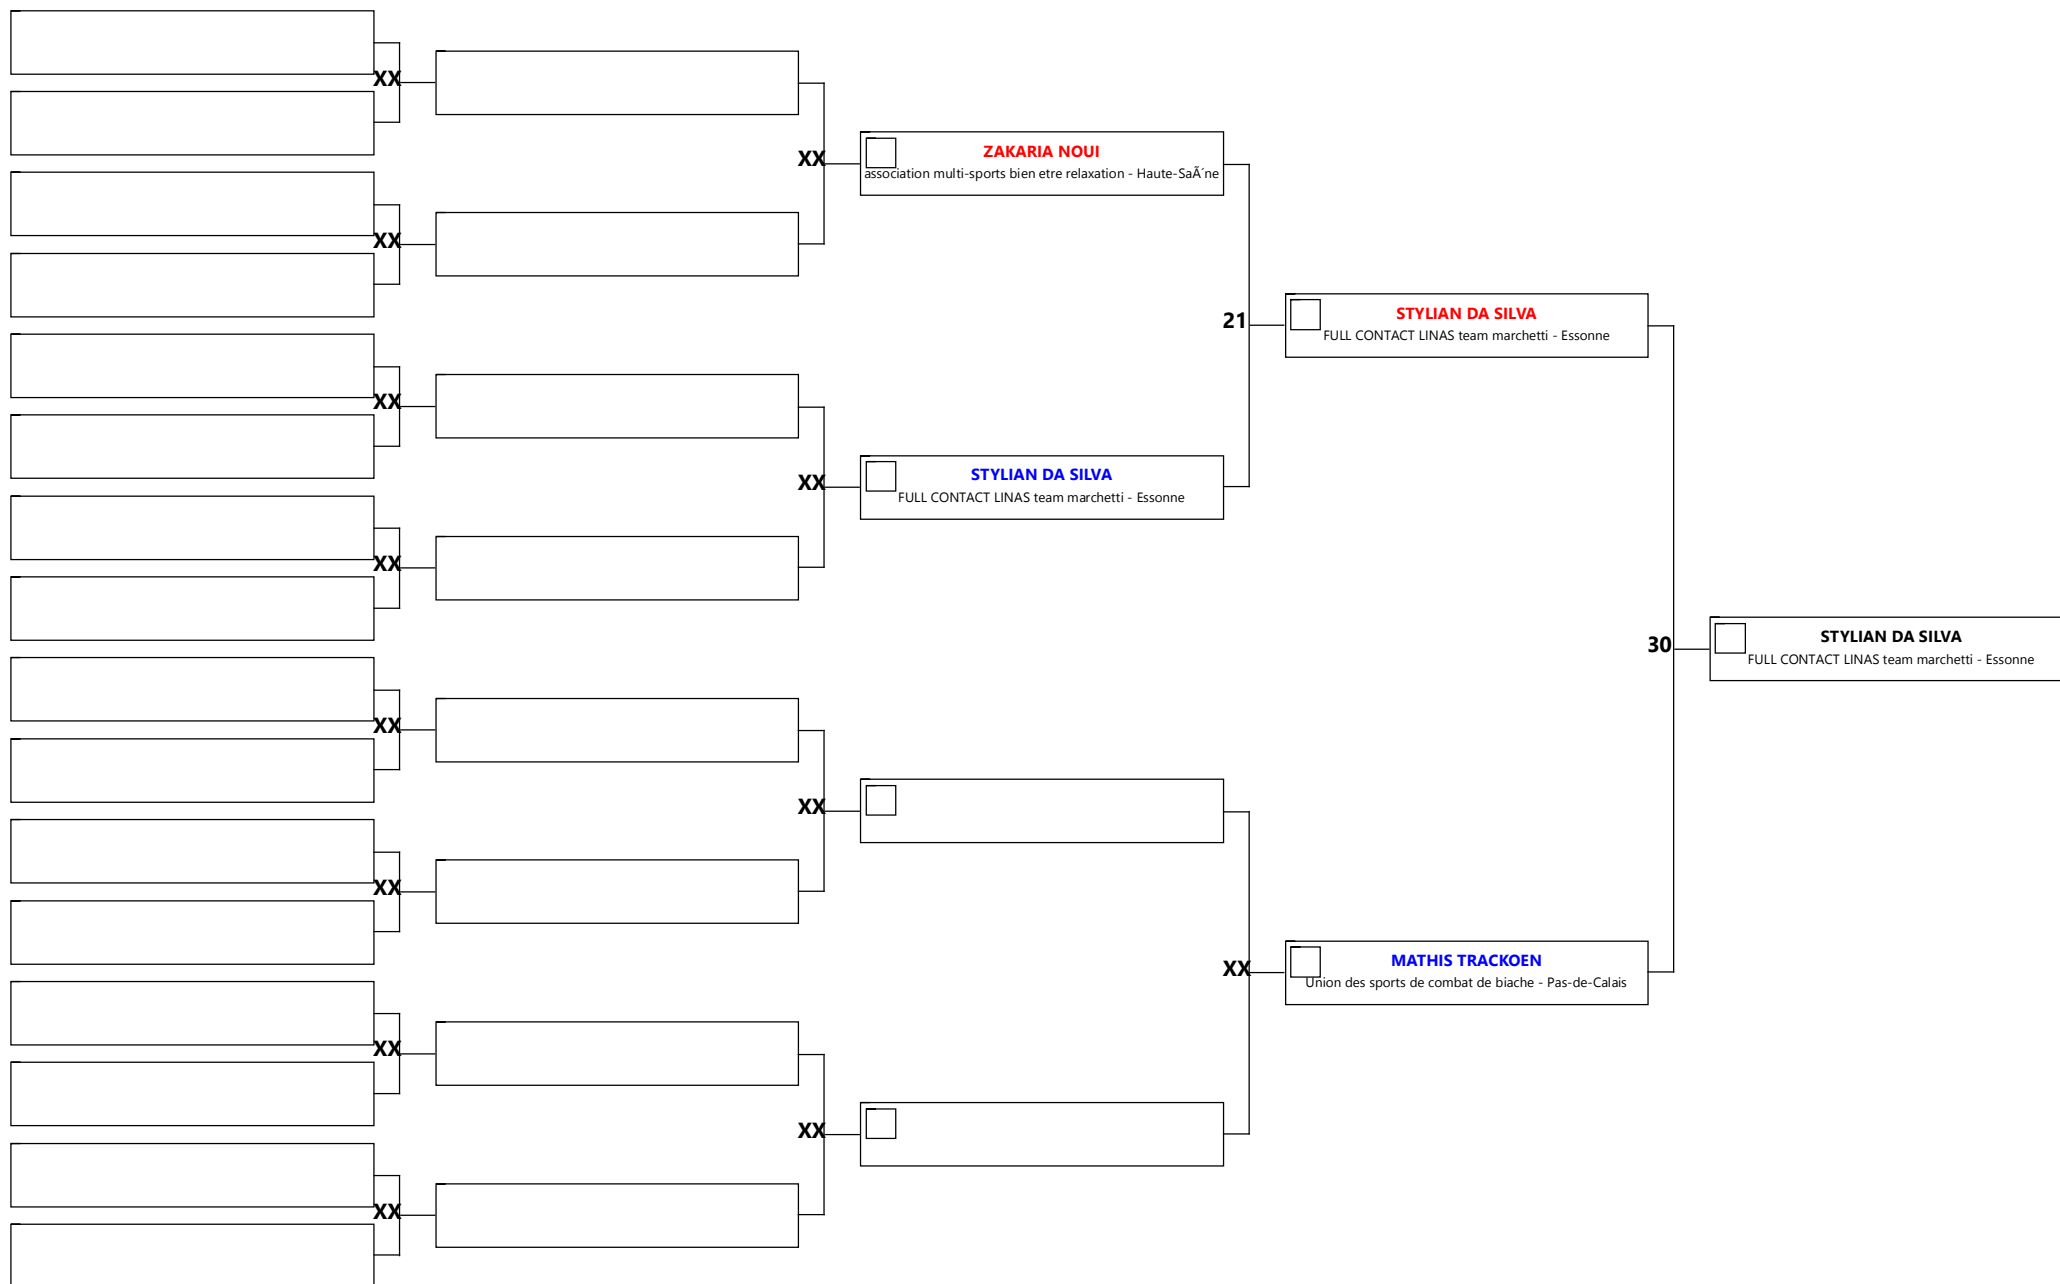 XX
XX
ZAKARIA NOUI
association multi-sports bien etre relaxation - Haute-SaÃ´ne
XX
21
STYLIAN DA SILVA
FULL CONTACT LINAS team marchetti - Essonne
XX
XX
STYLIAN DA SILVA
FULL CONTACT LINAS team marchetti - Essonne
XX
30
STYLIAN DA SILVA
FULL CONTACT LINAS team marchetti - Essonne
XX
XX
XX
XX
MATHIS TRACKOEN
Union des sports de combat de biache - Pas-de-Calais
XX
XX
XX